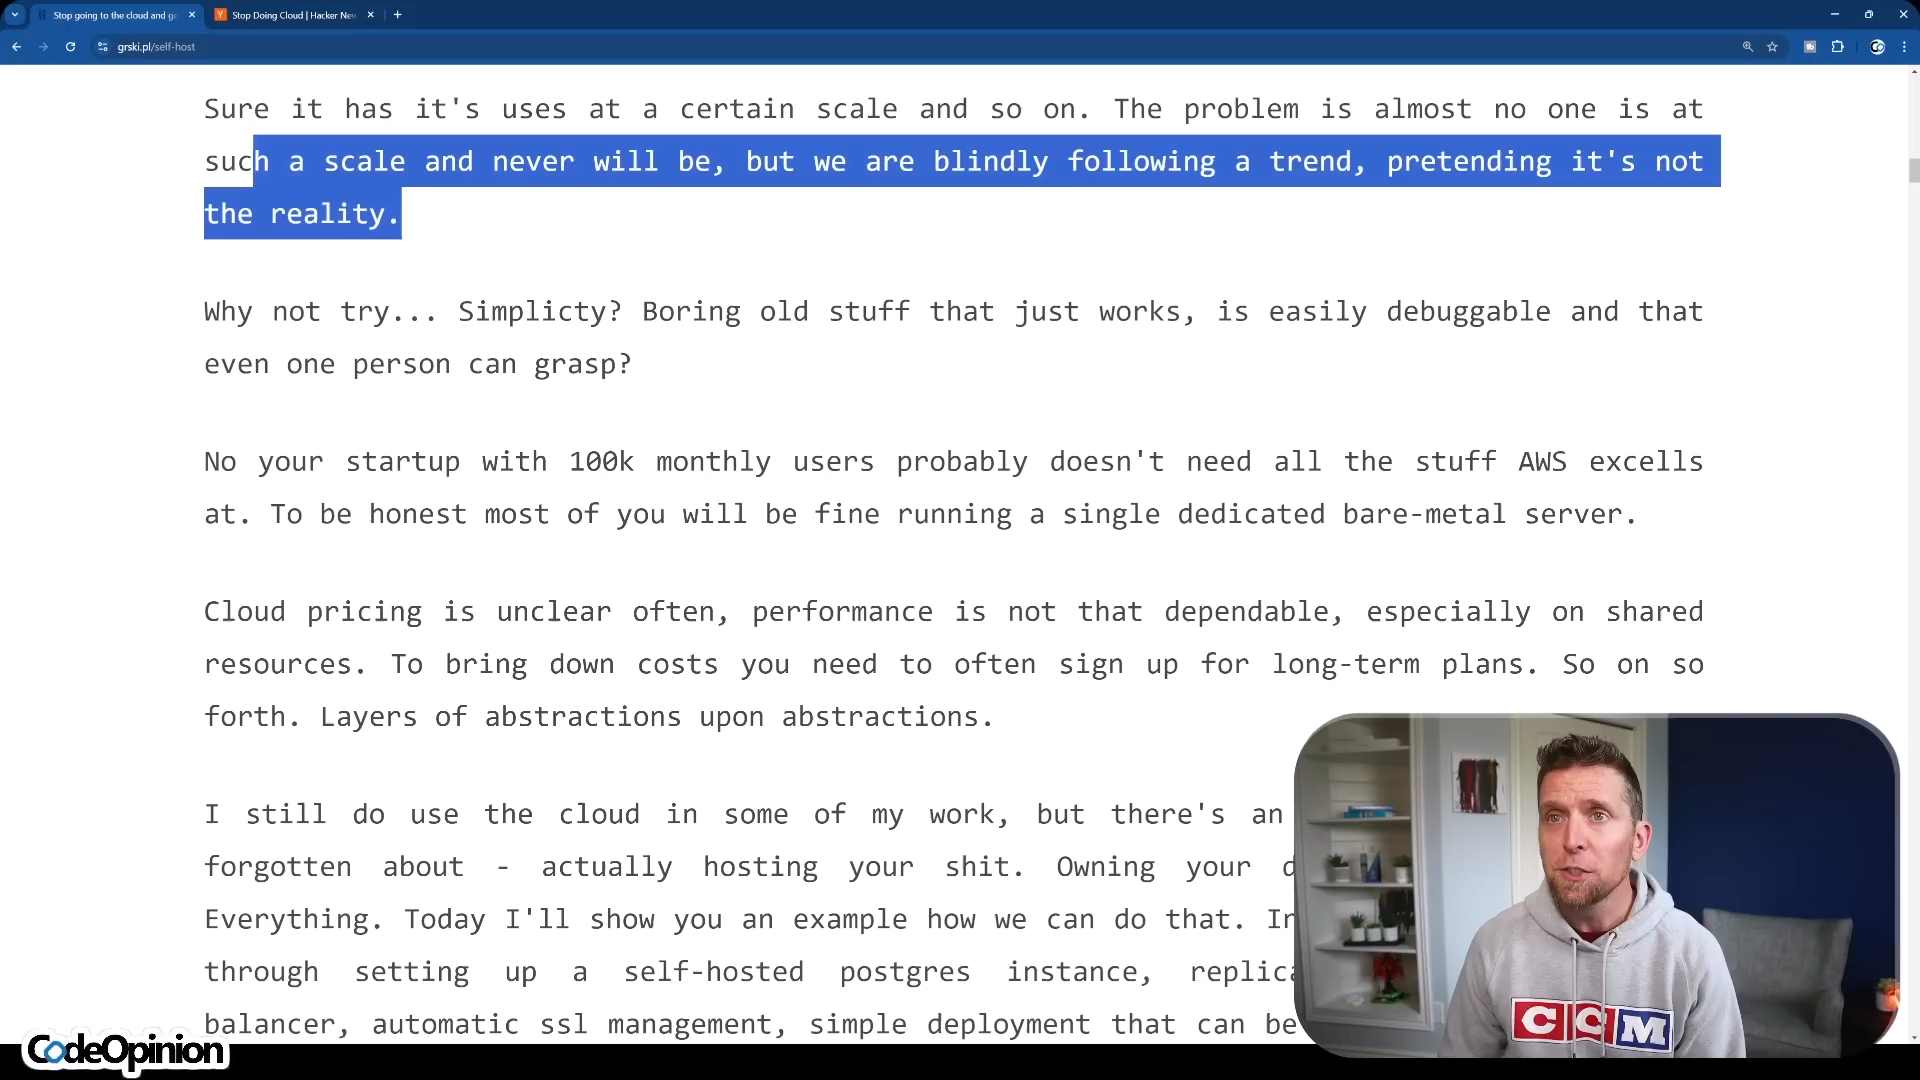 Stop going to the cloud and g
Stop Doing Cloud | Hacker Ne
grski.pl/self-host
Sure it has it's uses at a certain scale and so on. The problem is almost no one is at
such a scale and never will be, but we are blindly following a trend, pretending it's not
the reality.
Why not try... Simplicty? Boring old stuff that just works, is easily debuggable and that
even one person can grasp?
No your startup with 100k monthly users probably doesn't need all the stuff AWS excells
at. To be honest most of you will be fine running a single dedicated bare-metal server.
Cloud pricing is unclear often, performance is not that dependable, especially on shared
resources. To bring down costs you need to often sign up for long-term plans. So on so
forth. Layers of abstractions upon abstractions.
I still do use the cloud in some of my work, but there's an
forgotten about - actually hosting your shit. Owning your
Everything. Today I'll show you an example how we can do that. In
through setting up a self-hosted postgres instance, replica
balancer, automatic ssl management, simple deployment that can be
CodeOpinion
CCM